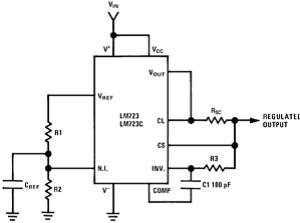 VIN
V+
VCC
VOUT
LM723
LM723C
VREF
CL
RSC
REGULATED
OUTPUT
R1
CS
R3
N.I.
INV.
CREF
R2
V-
COMP
C1 100 pF